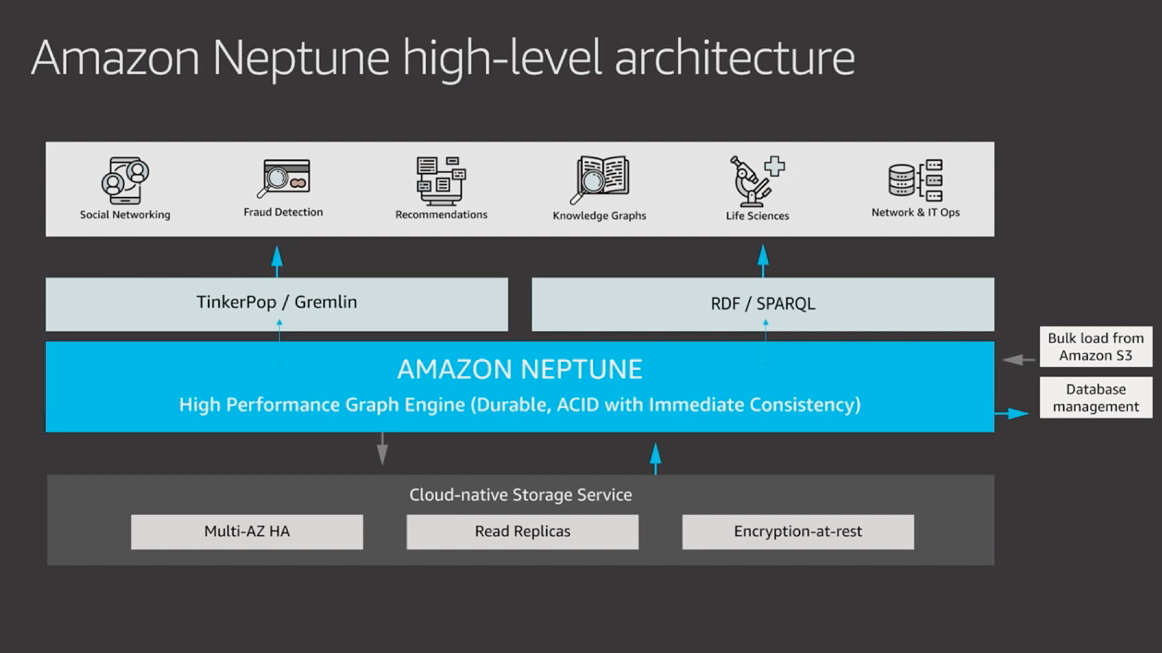 Amazon Neptune high-level architecture
Social Networking
Fraud Detection
Recommendations
Knowledge Graphs
Life Sciences
Network & IT Ops
TinkerPop / Gremlin
RDF / SPARQL
AMAZON NEPTUNE
High Performance Graph Engine (Durable, ACID with Immediate Consistency)
Bulk load from
Amazon S3
Database
management
Cloud-native Storage Service
Multi-AZ HA
Read Replicas
Encryption-at-rest